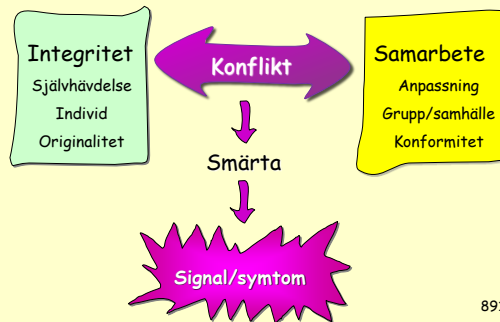 Integritet
Självhävdelse
Individ
Originalitet
Konflikt
Samarbete
Anpassning
Grupp/samhälle
Konformitet
Smärta
Signal/symtom